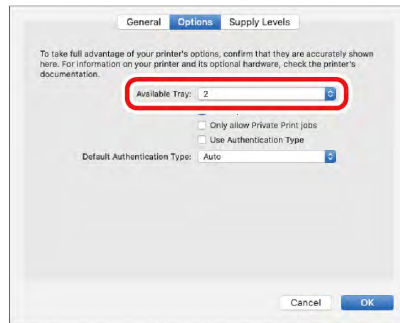 General Options Supply Levels
To take full advantage of your printer's options, confirm that they are accurately shown
here. For information on your printer and its optional hardware, check the printer's
documentation.
Available Tray: 2
Only allow Private Print jobs
Use Authentication Type
Default Authentication Type: Auto
Cancel OK